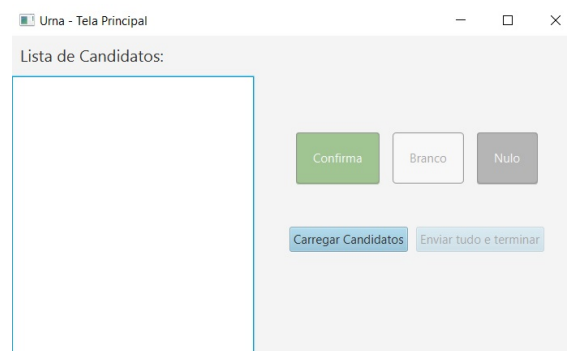 Urna - Tela Principal
Lista de Candidatos:
Confirma
Branco
Nulo
Carregar Candidatos
Enviar tudo e terminar